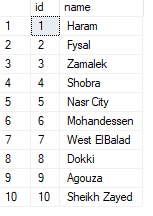 id name
1 1 Haram
2 2 Fysal
3 3 Zamalek
4 4 Shobra
5 5 Nasr City
6 6 Mohandessen
7 7 West ElBalad
8 8 Dokki
9 9 Agouza
10 10 Sheikh Zayed